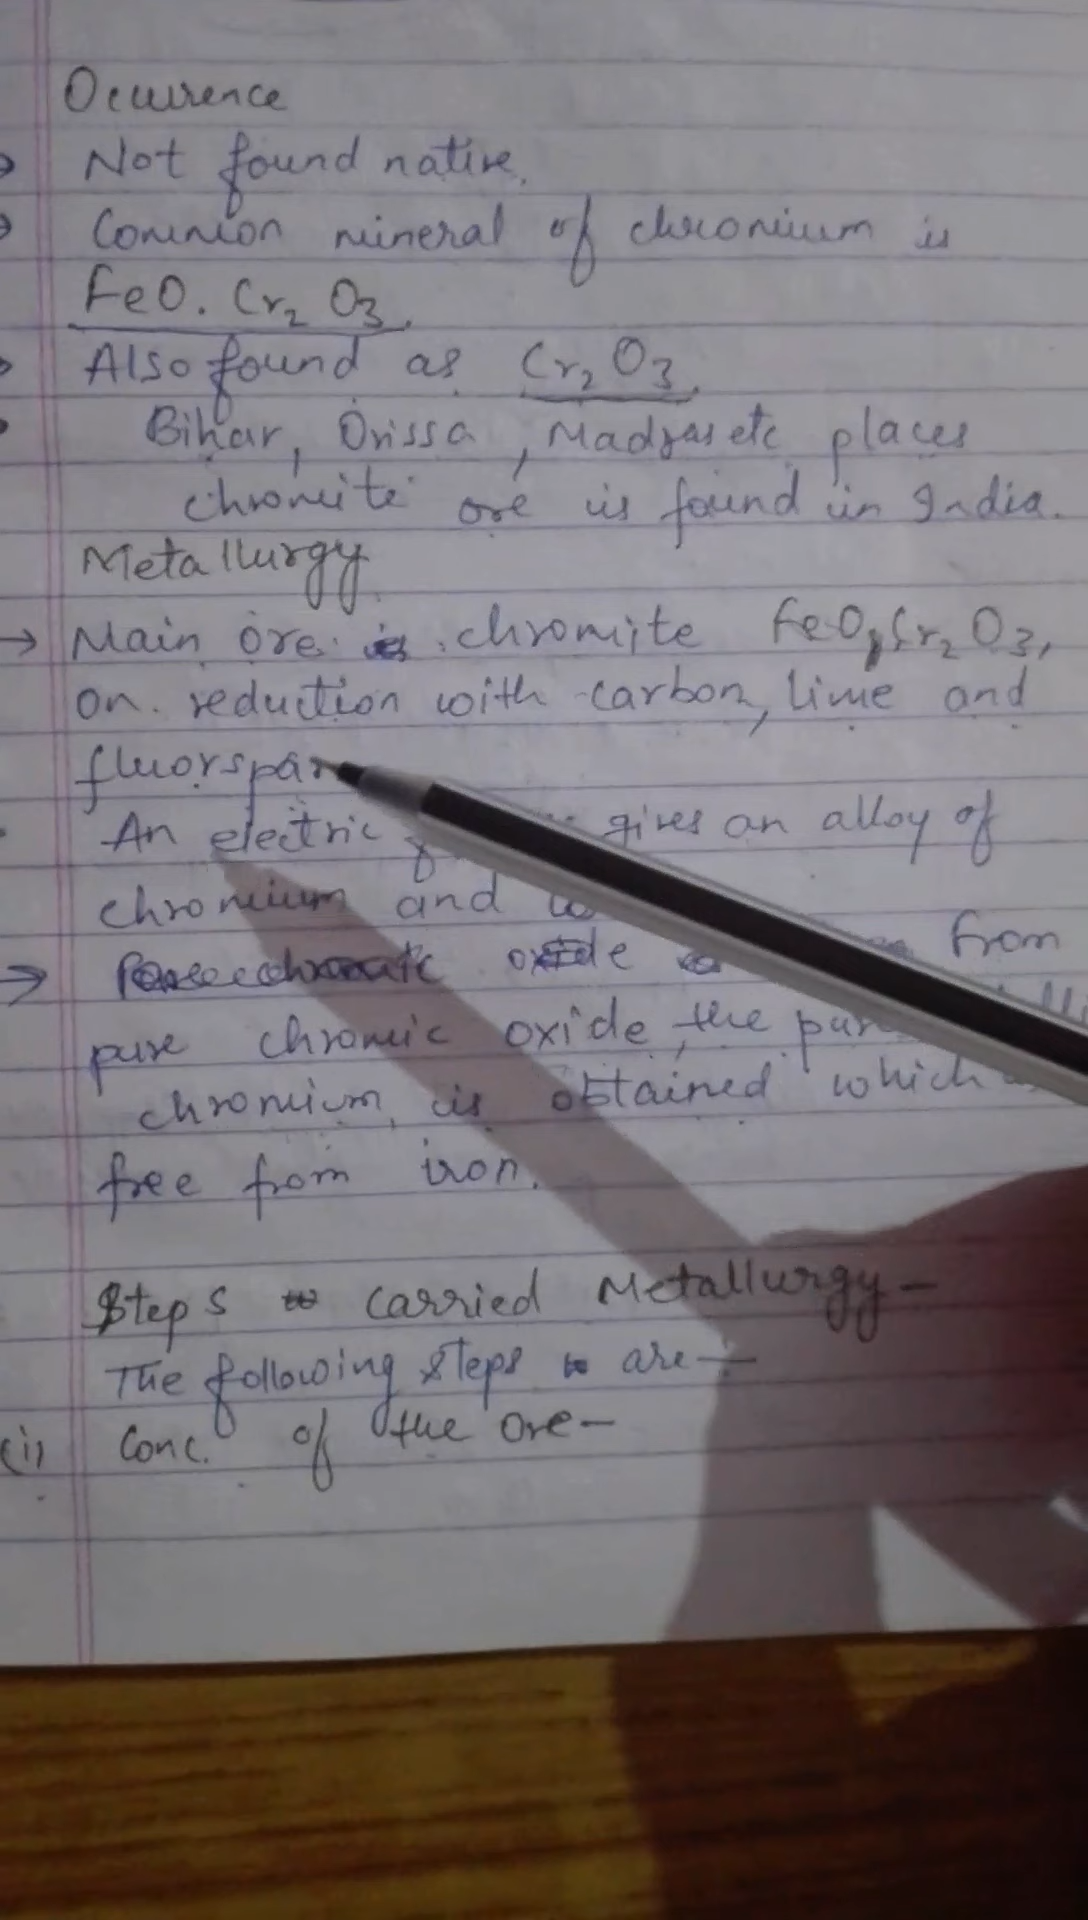 Ocurrence
→ Not found native.
→ Common mineral of chromium is
FeO. Cr2 O3.
Also found as Cr2O3.
Bihar, Orissa, Madras etc places
chromite ore is found in India.
Metallurgy
→ Main ore is chromite FeO, Cr2O3,
on reduction with carbon, lime and
fluorspar
An electric gives an alloy of
chromium and
→ oxide from
pure chromic oxide, the pure
chromium, is obtained which
free from iron.
Steps carried Metallurgy -
The following steps are -
(i) Conc. of the ore -